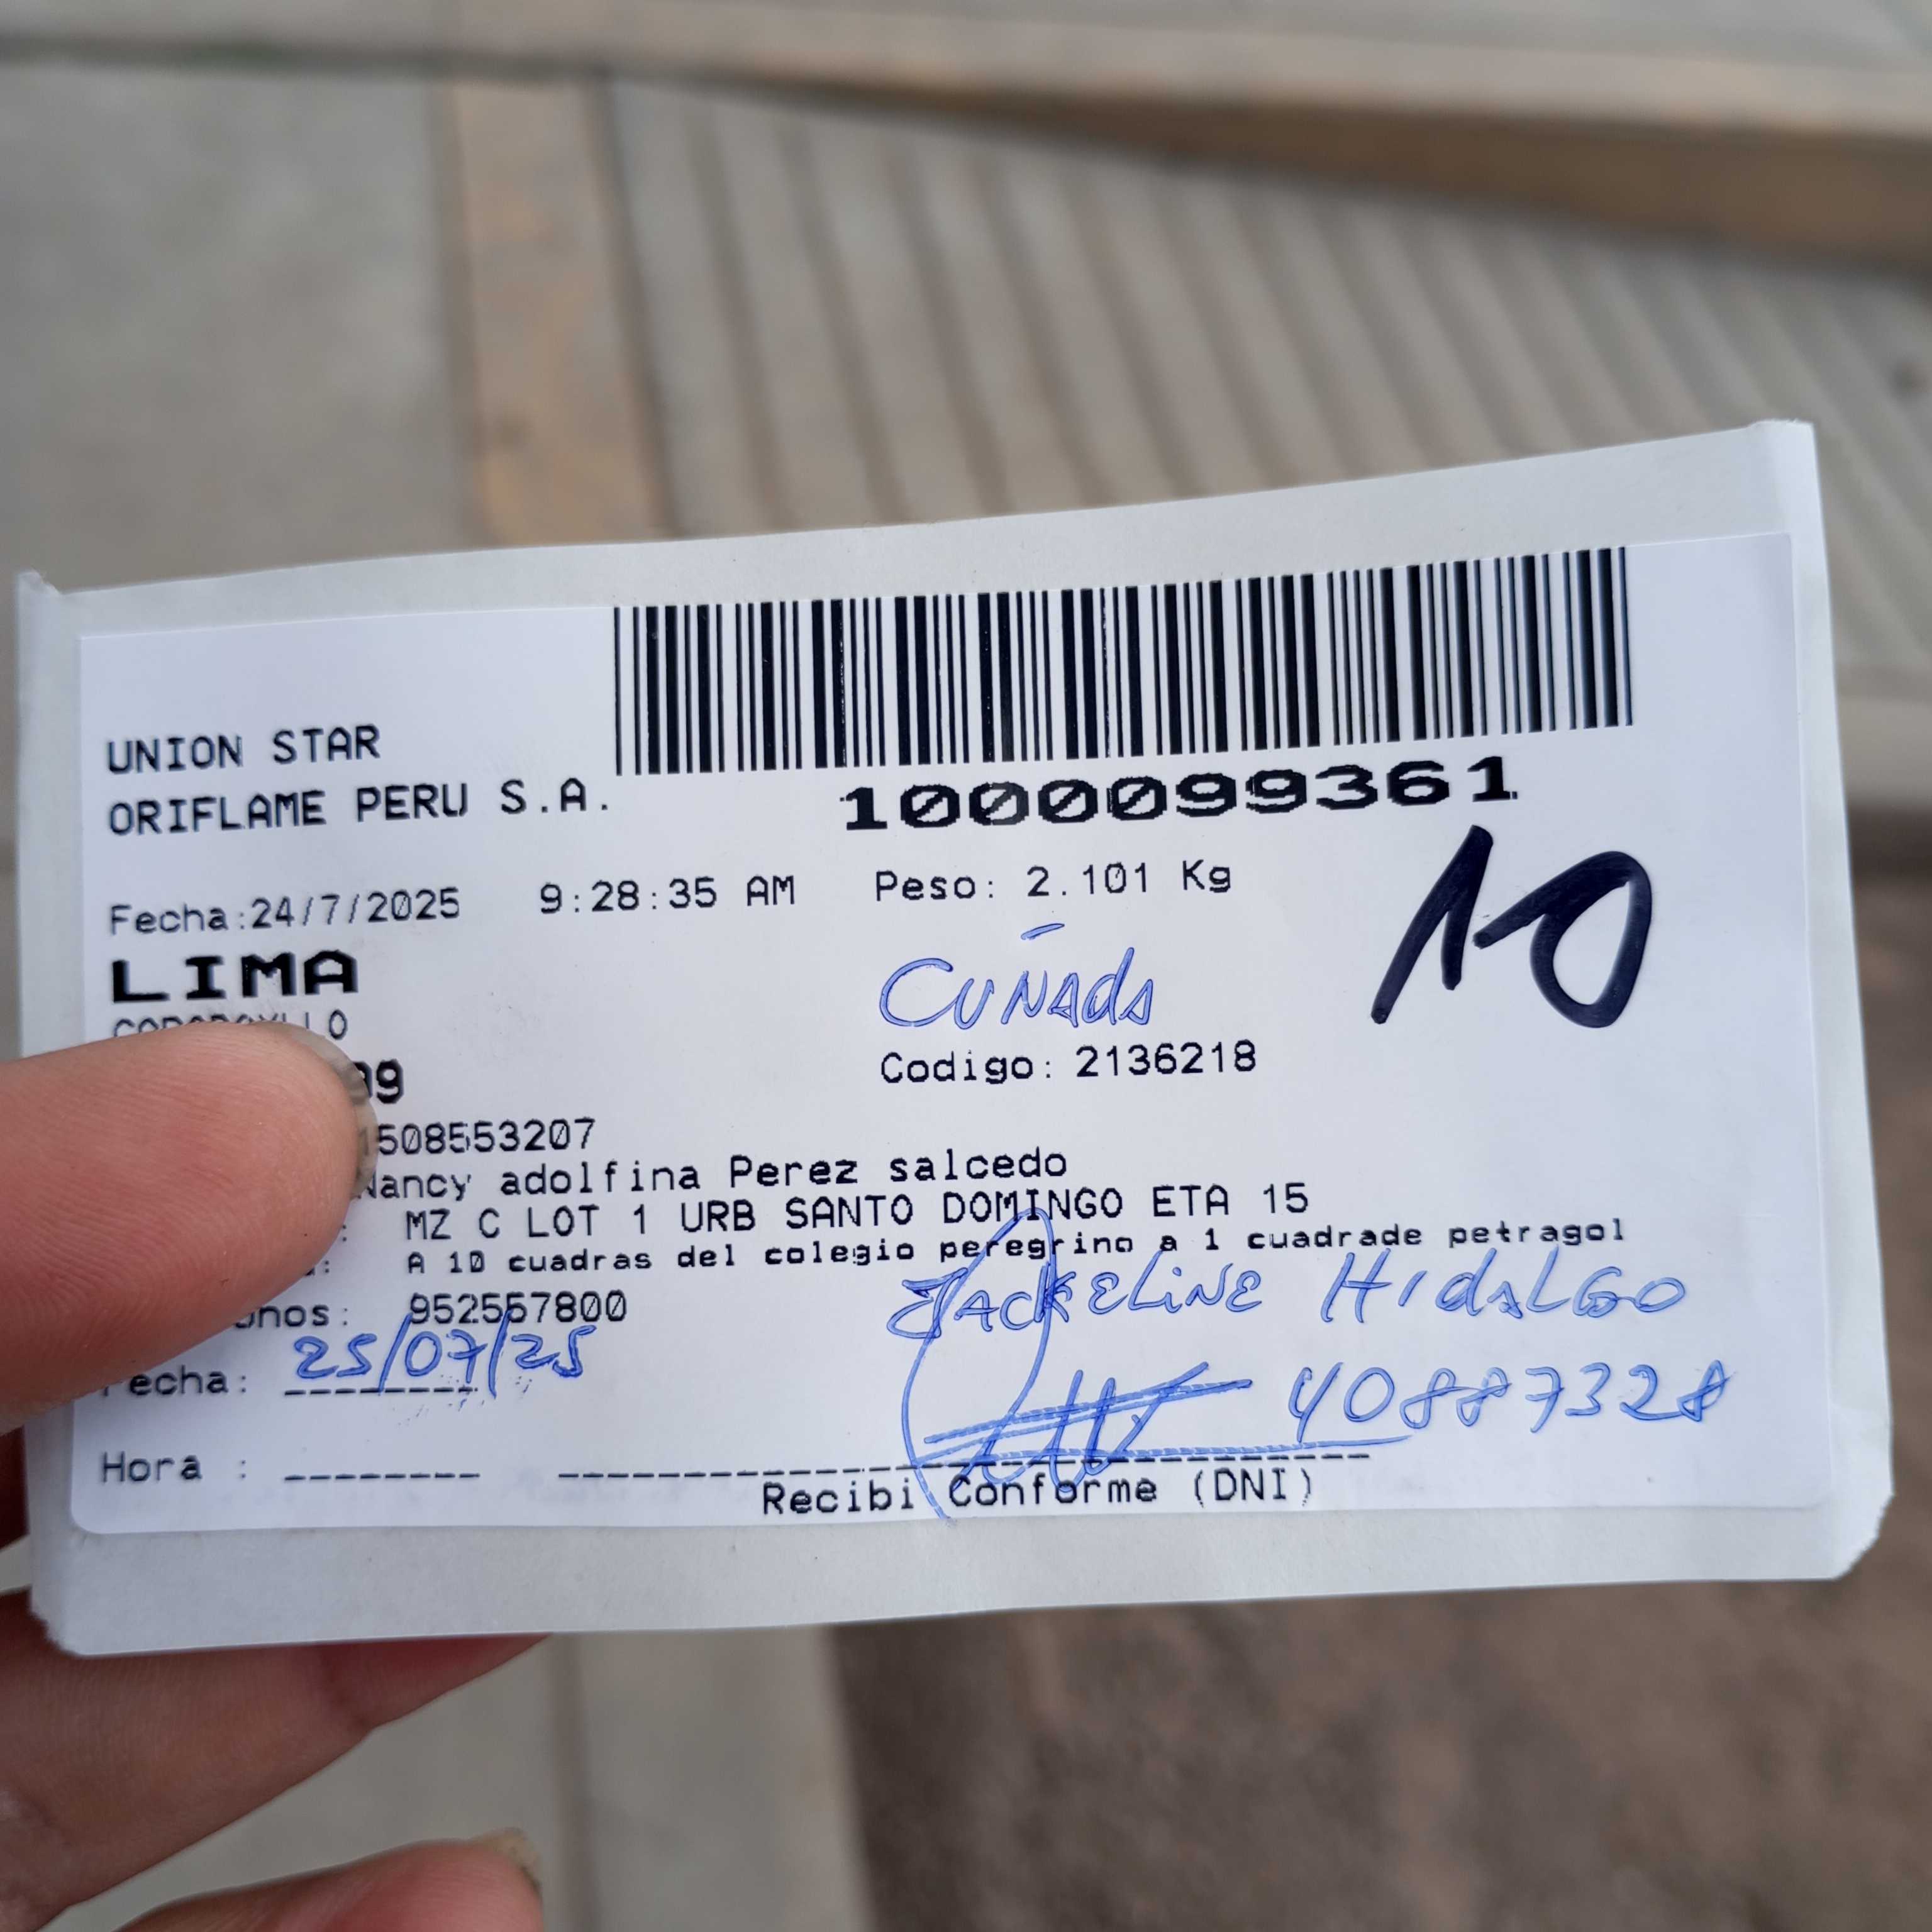 UNION STAR
ORIFLAME PERU S.A.
1000099361
Fecha:24/7/2025 9:28:35 AM Peso: 2.101 Kg
10
LIMA
CUÑAdA
Codigo: 2136218
508553207
Nancy adolfina Perez salcedo
MZ C LOT 1 URB SANTO DOMINGO ETA 15
A 10 cuadras del colegio peregrino a 1 cuadrade petragol
JACKELINE HIdALGO
952557800
Fecha: 25/07/25
40887328
Hora :
Recibi Conforme (DNI)